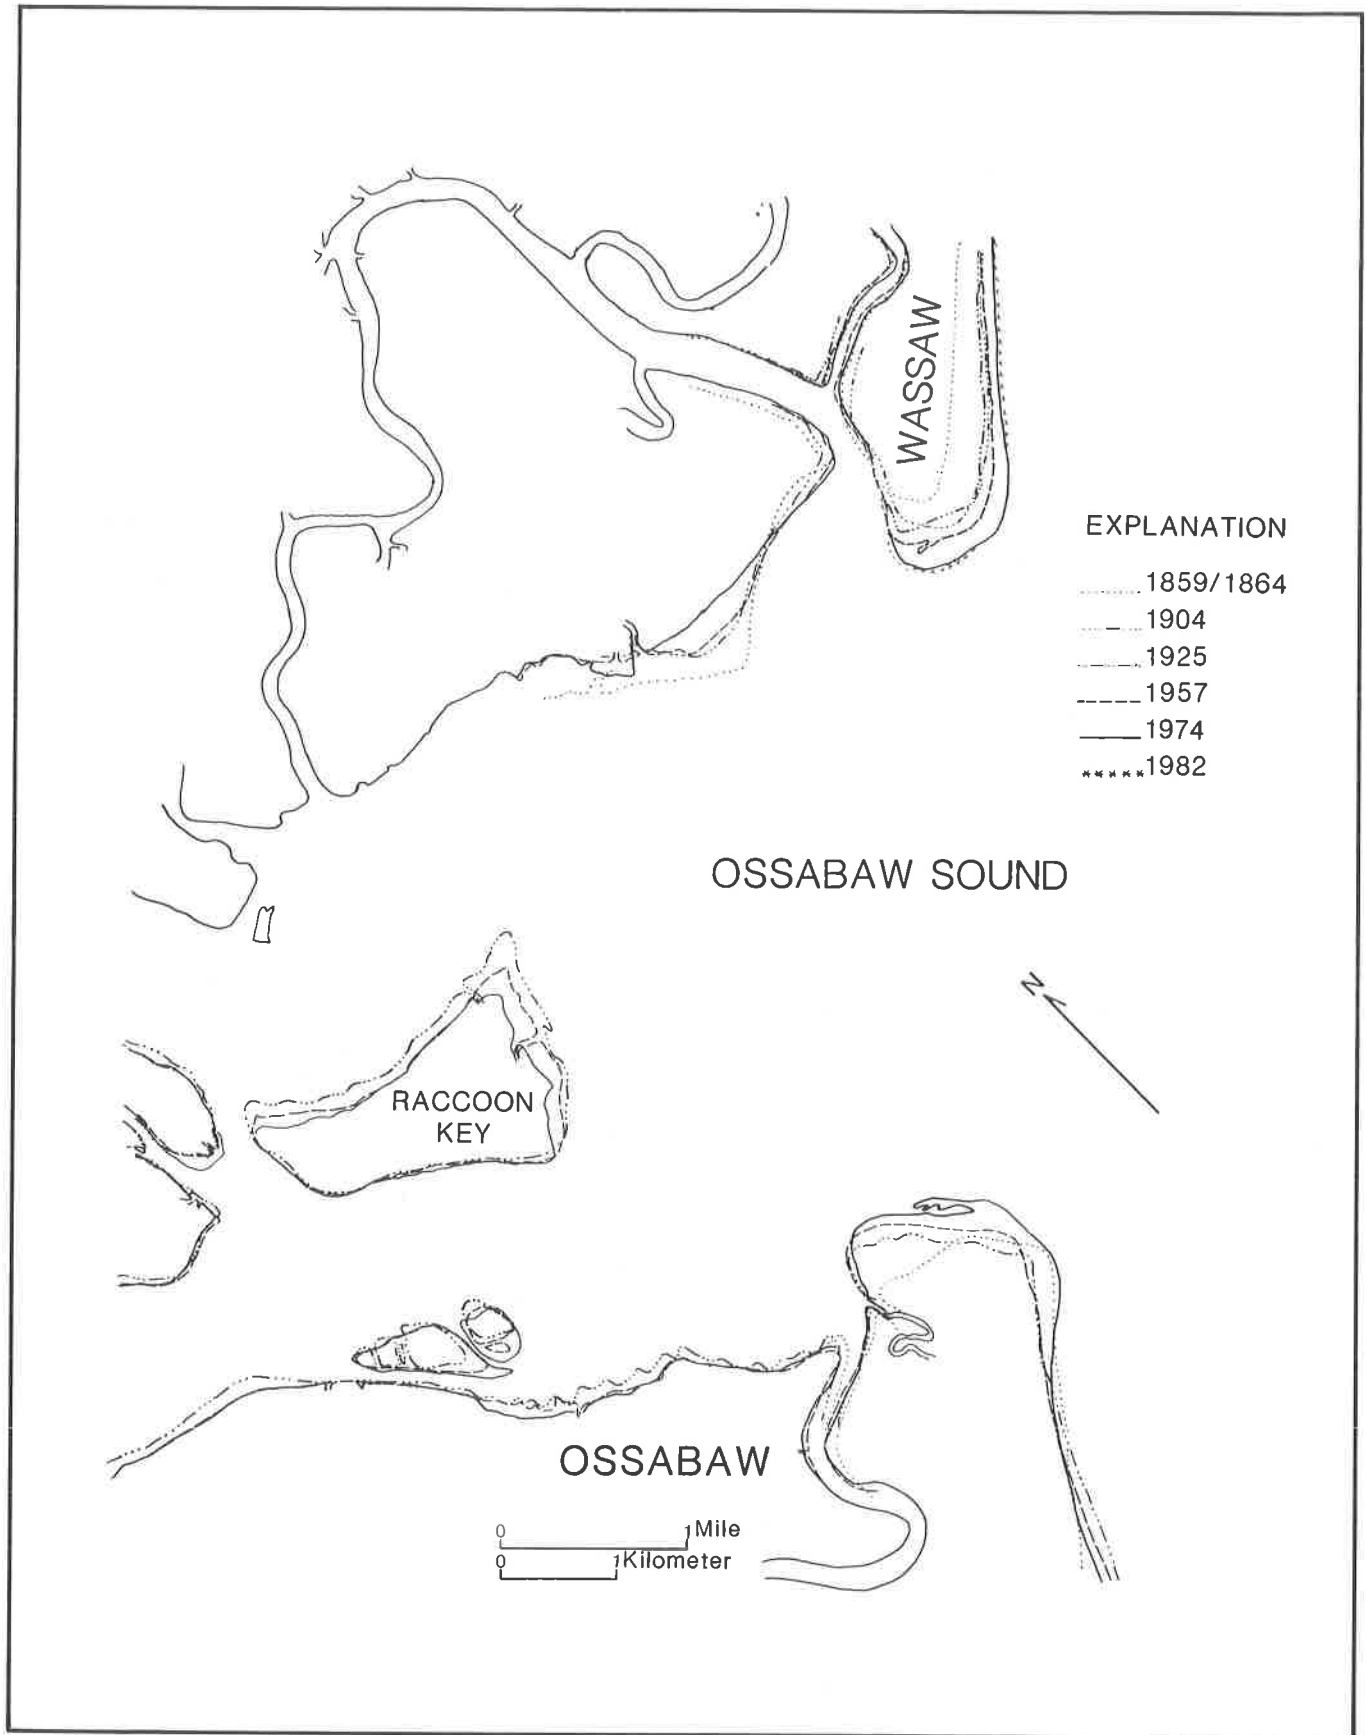 WASSAW
EXPLANATION
1859/1864
1904
1925
1957
1974
1982
OSSABAW SOUND
N
RACCOON
KEY
OSSABAW
0 1 Mile
0 1 Kilometer